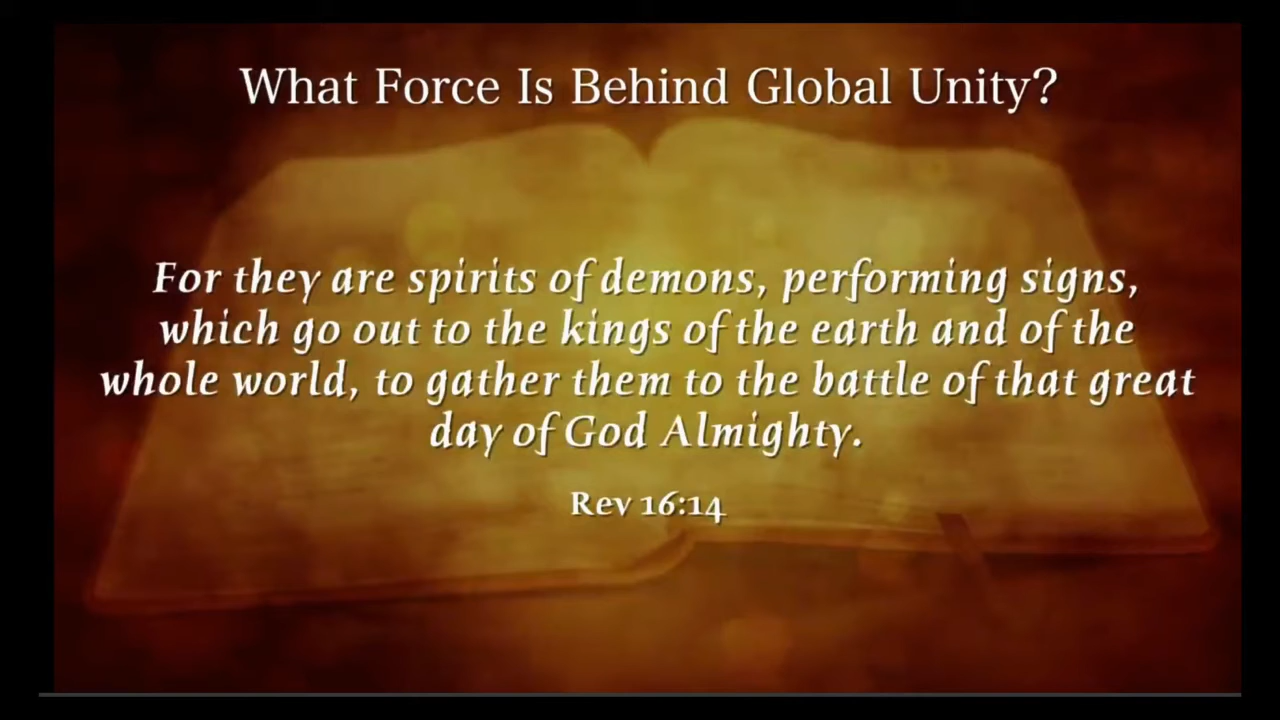 What Force Is Behind Global Unity?
For they are spirits of demons, performing signs,
which go out to the kings of the earth and of the
whole world, to gather them to the battle of that great
day of God Almighty.
Rev 16:14